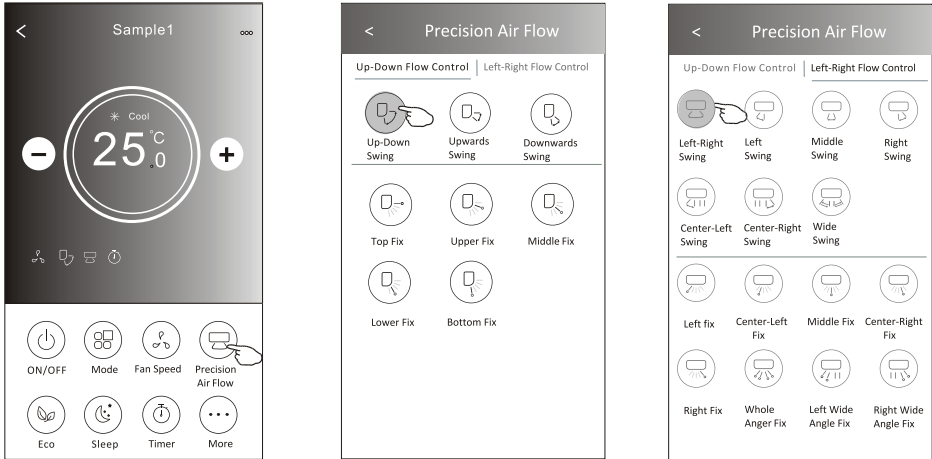 Sample1
Cool
25.0 °C
ON/OFF
Mode
Fan Speed
Precision
Air Flow
Eco
Sleep
Timer
More
< Precision Air Flow
Up-Down Flow Control | Left-Right Flow Control
Up-Down
Swing
Upwards
Swing
Downwards
Swing
Top Fix
Upper Fix
Middle Fix
Lower Fix
Bottom Fix
< Precision Air Flow
Up-Down Flow Control | Left-Right Flow Control
Left-Right
Swing
Left
Swing
Middle
Swing
Right
Swing
Center-Left
Swing
Center-Right
Swing
Wide
Swing
Left fix
Center-Left
Fix
Middle Fix
Center-Right
Fix
Right Fix
Whole
Anger Fix
Left Wide
Angle Fix
Right Wide
Angle Fix